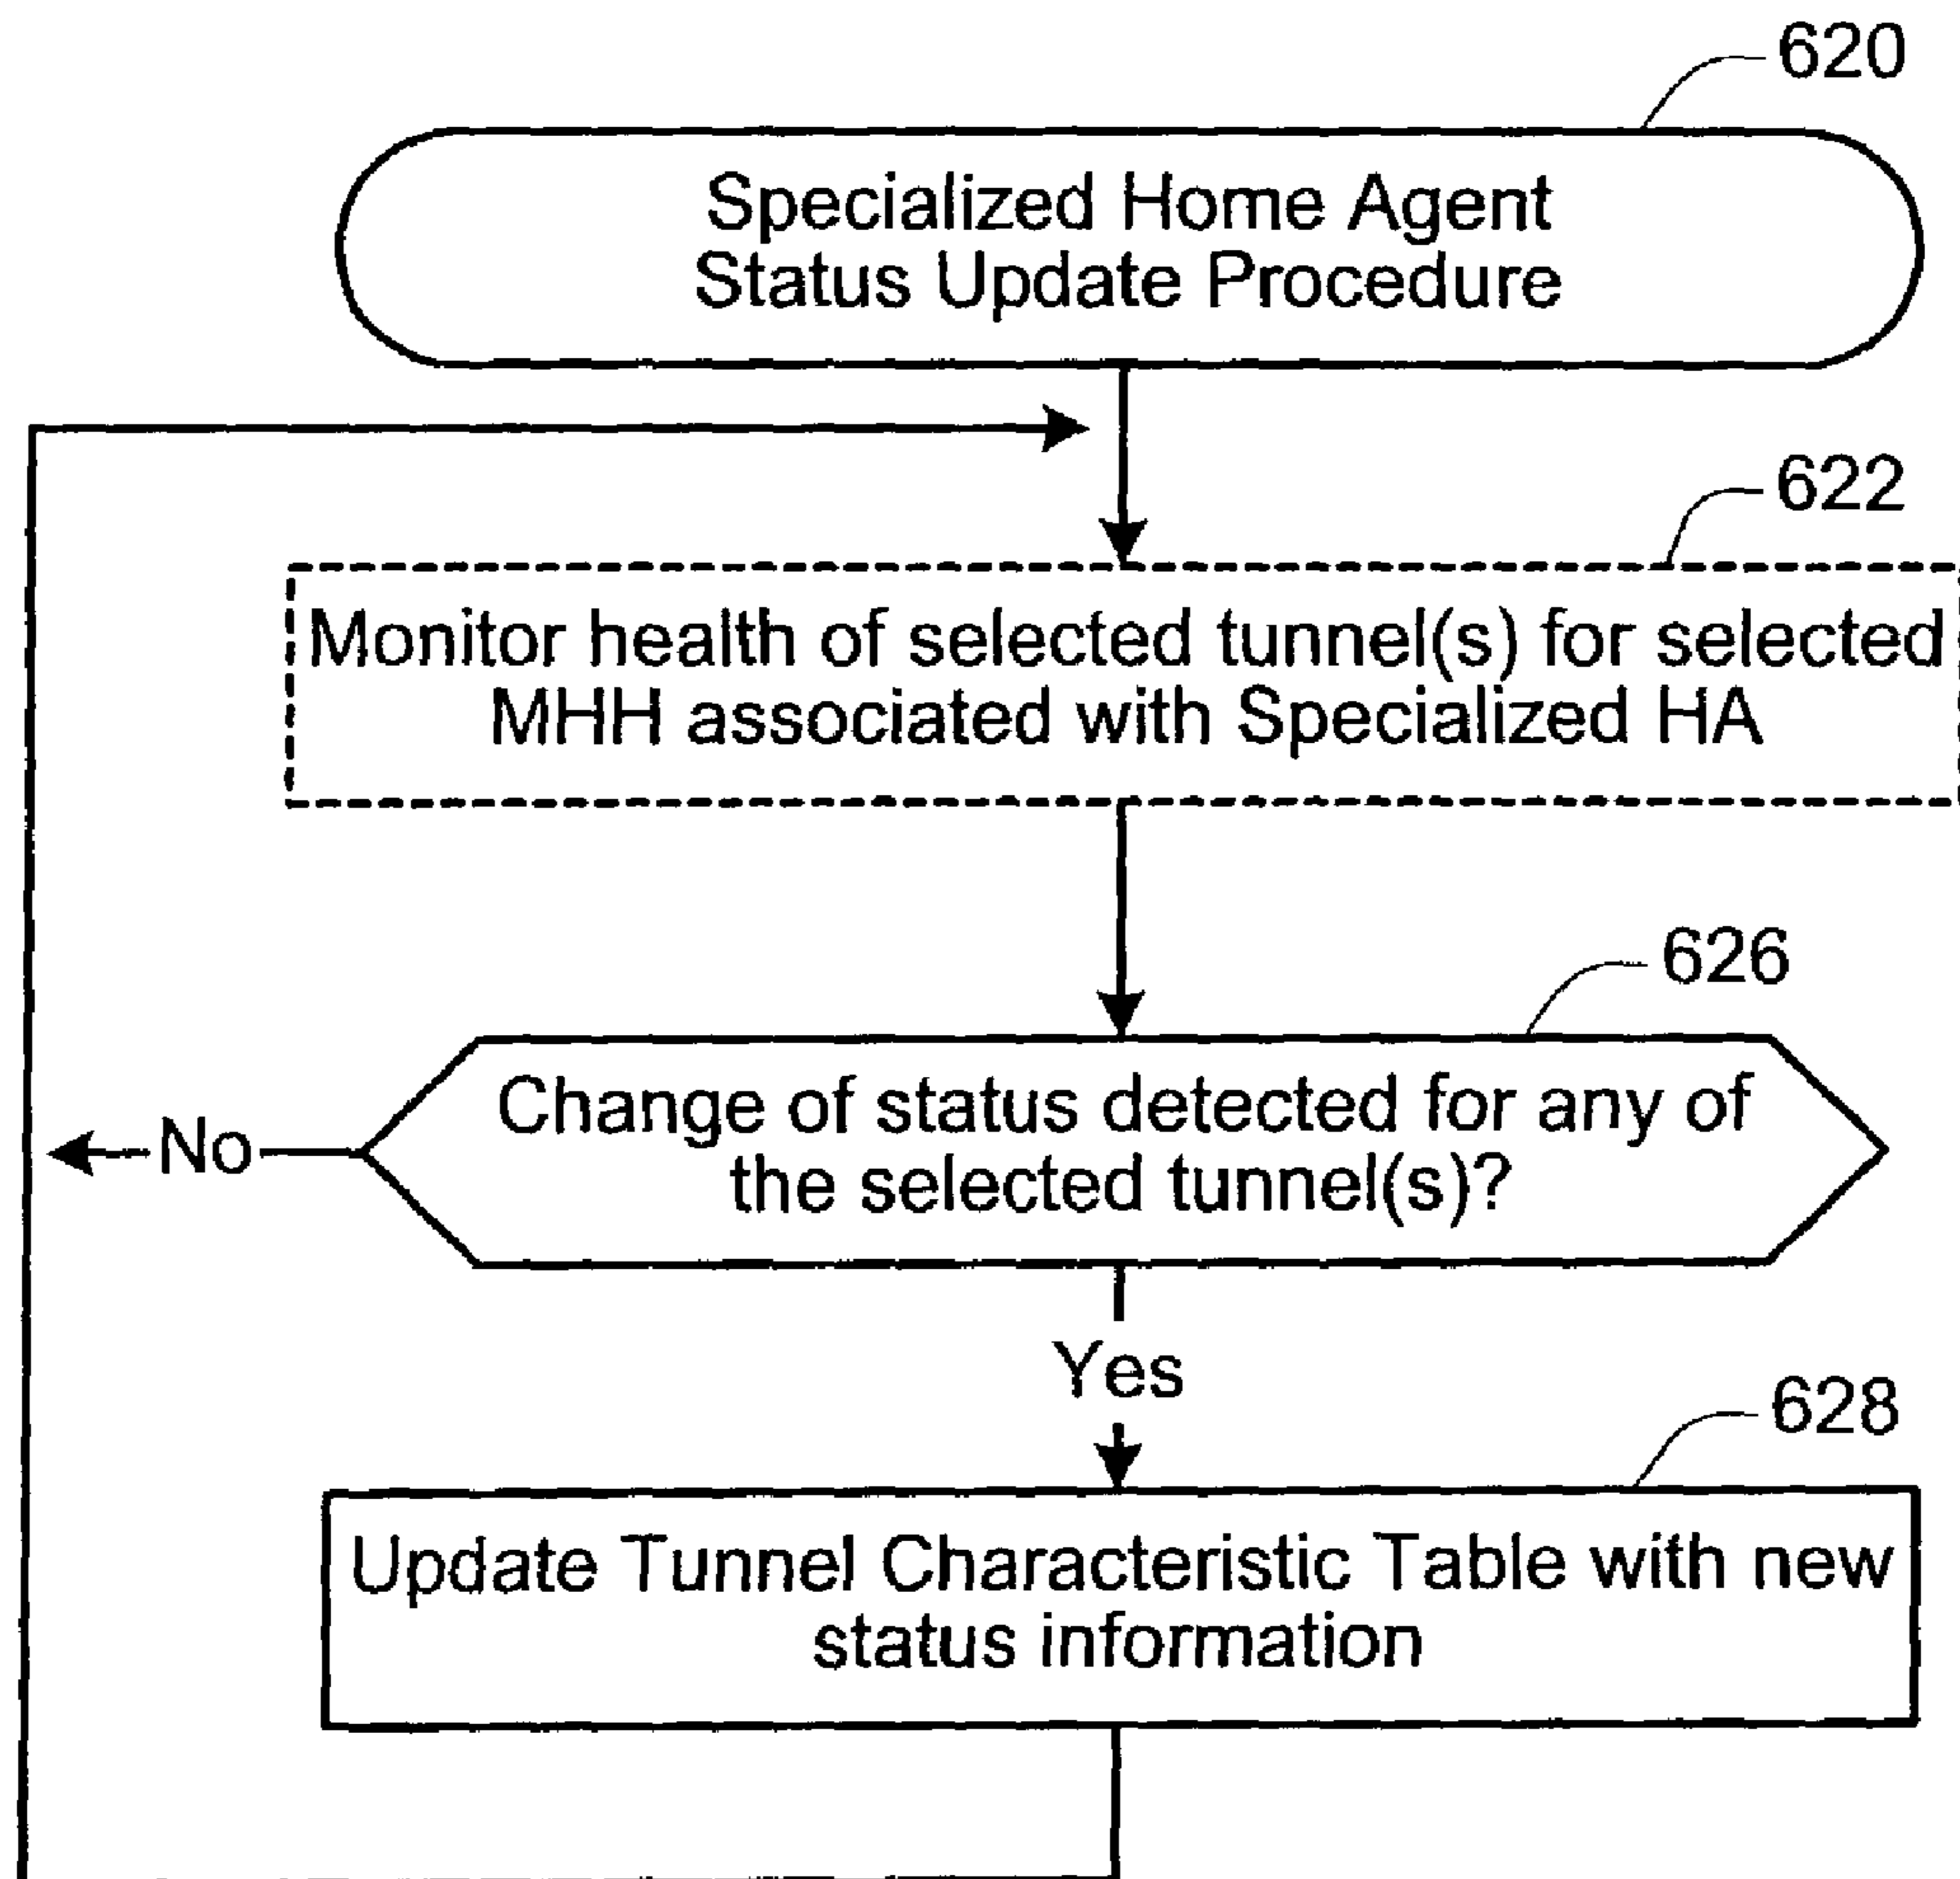 620
Specialized Home Agent
Status Update Procedure
622
Monitor health of selected tunnel(s) for selected
MHH associated with Specialized HA
626
Change of status detected for any of
the selected tunnel(s)?
No
Yes
628
Update Tunnel Characteristic Table with new
status information